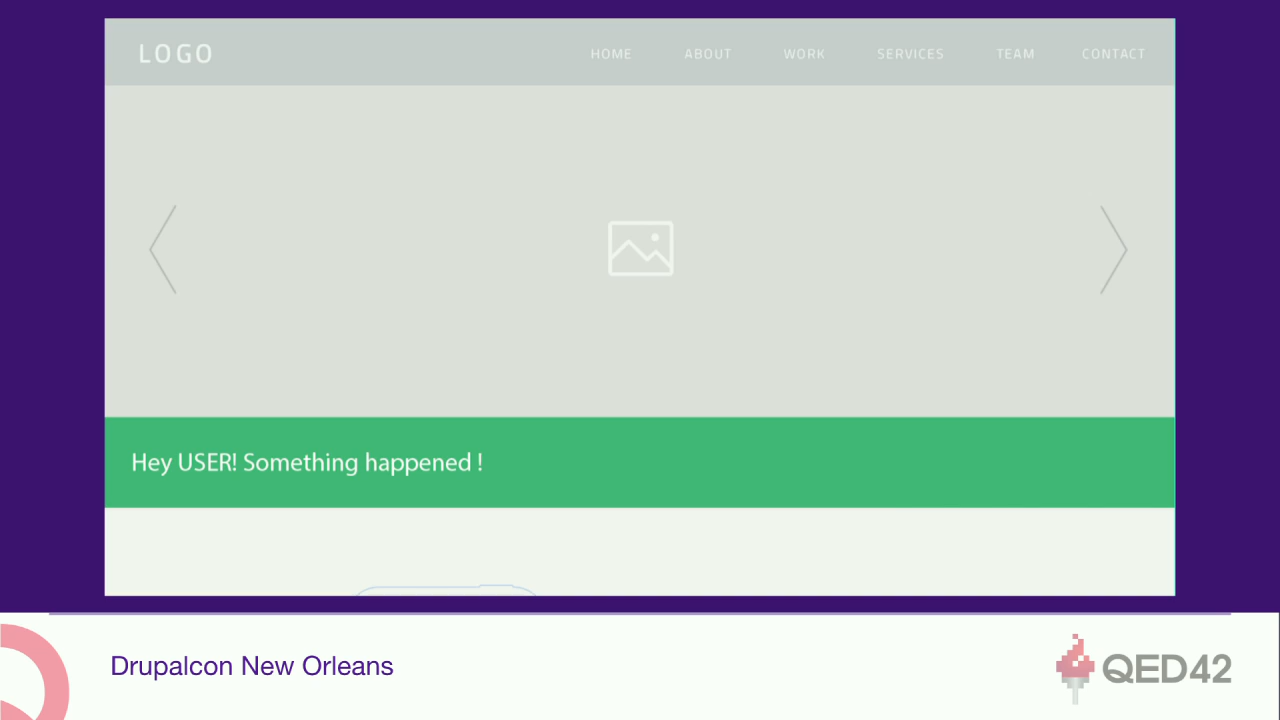 LOGO
HOME ABOUT WORK SERVICES TEAM CONTACT
Hey USER! Something happened !
Drupalcon New Orleans
QED42